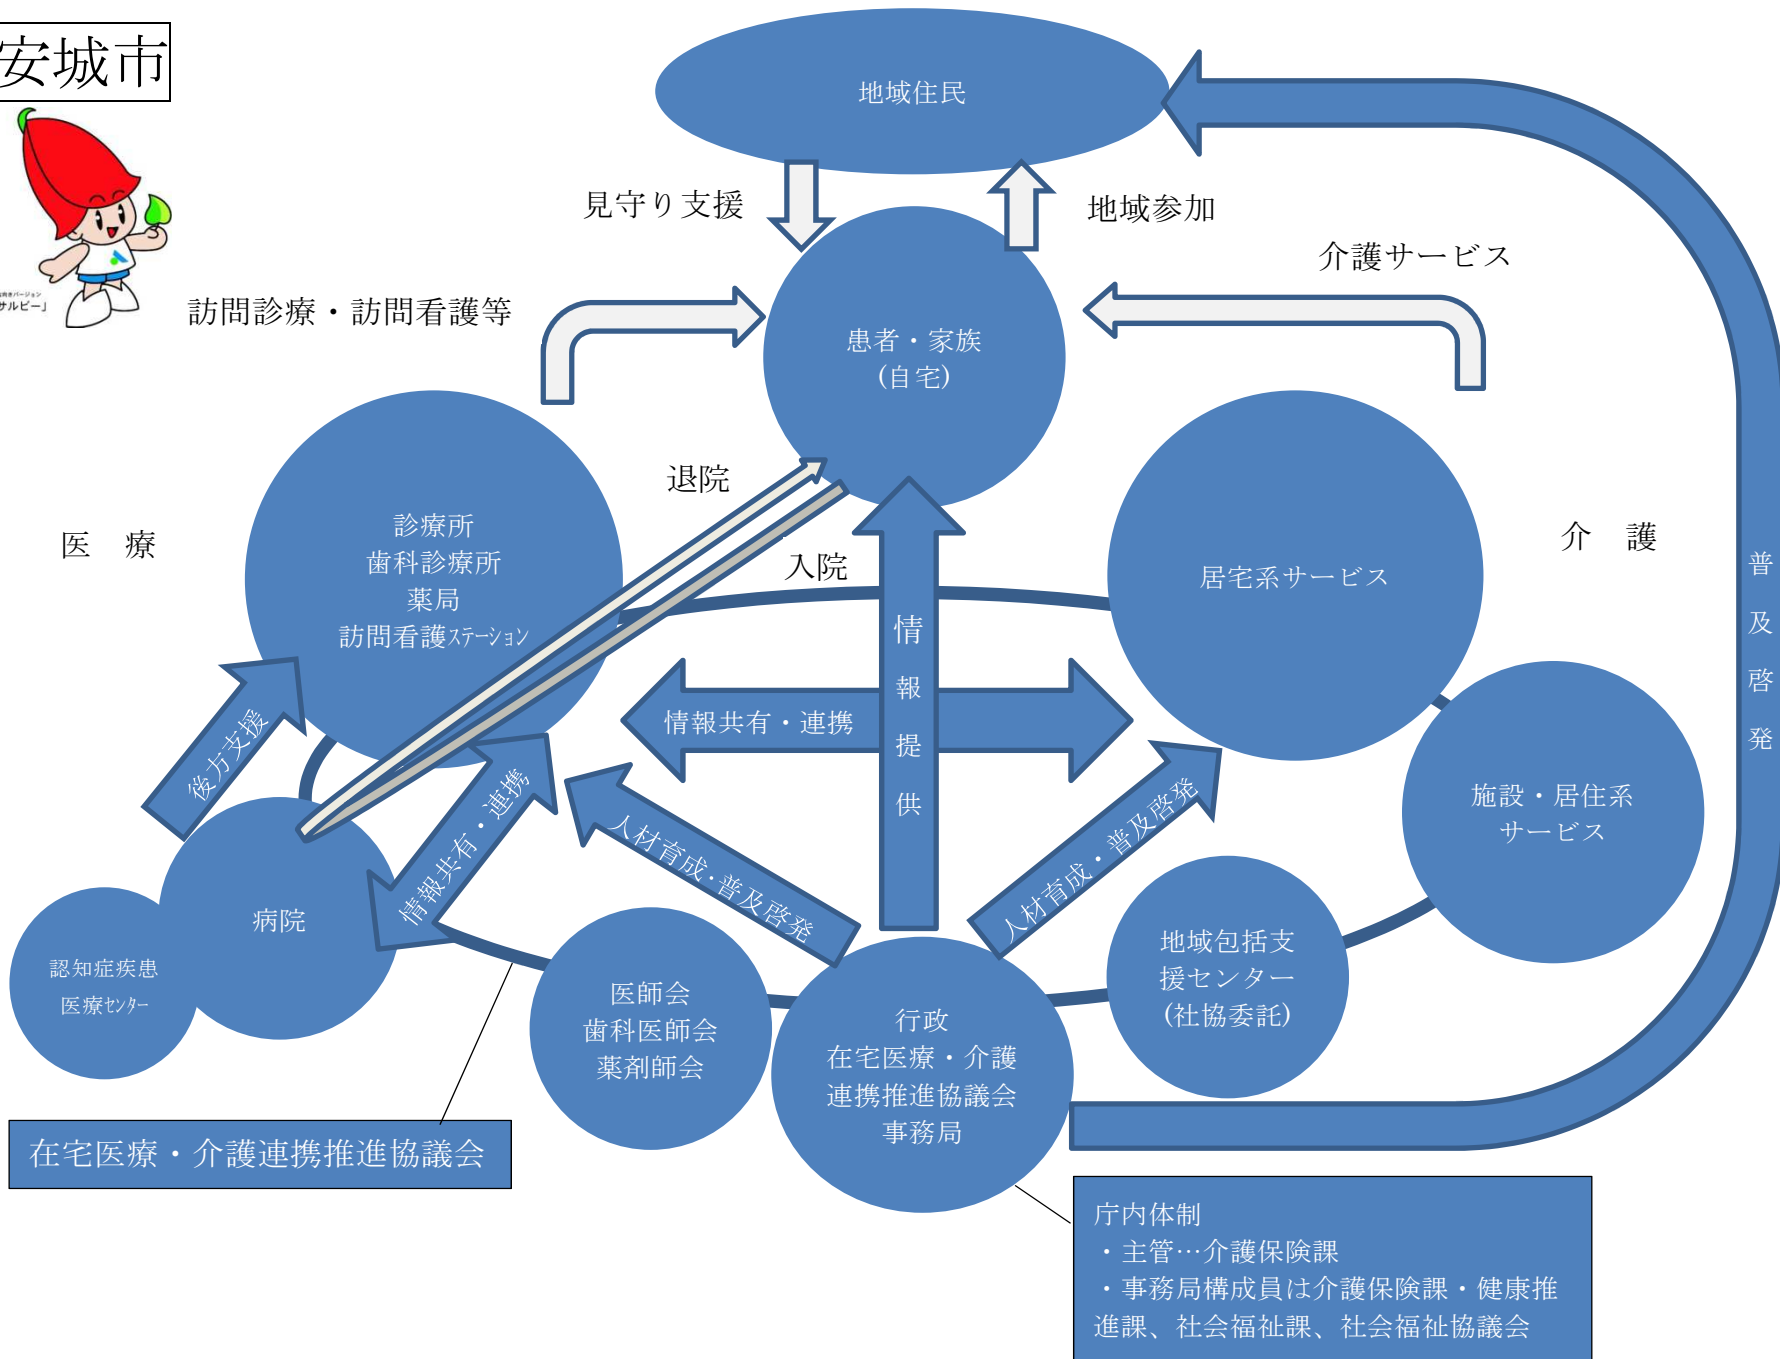 安城市
地域住民
見守り支援
地域参加
介護サービス
サルビー」
訪問診療・訪問看護等
患者・家族
(自宅)
退院
医　療
診療所
歯科診療所
薬局
訪問看護ステーション
入院
居宅系サービス
介　護
普及啓発
情報提供
情報共有・連携
後方支援
情報共有・連携
人材育成・普及啓発
人材育成・普及啓発
施設・居住系
サービス
病院
認知症疾患
医療センター
医師会
歯科医師会
薬剤師会
行政
在宅医療・介護
連携推進協議会
事務局
地域包括支
援センター
(社協委託)
在宅医療・介護連携推進協議会
庁内体制
・主管…介護保険課
・事務局構成員は介護保険課・健康推
進課、社会福祉課、社会福祉協議会